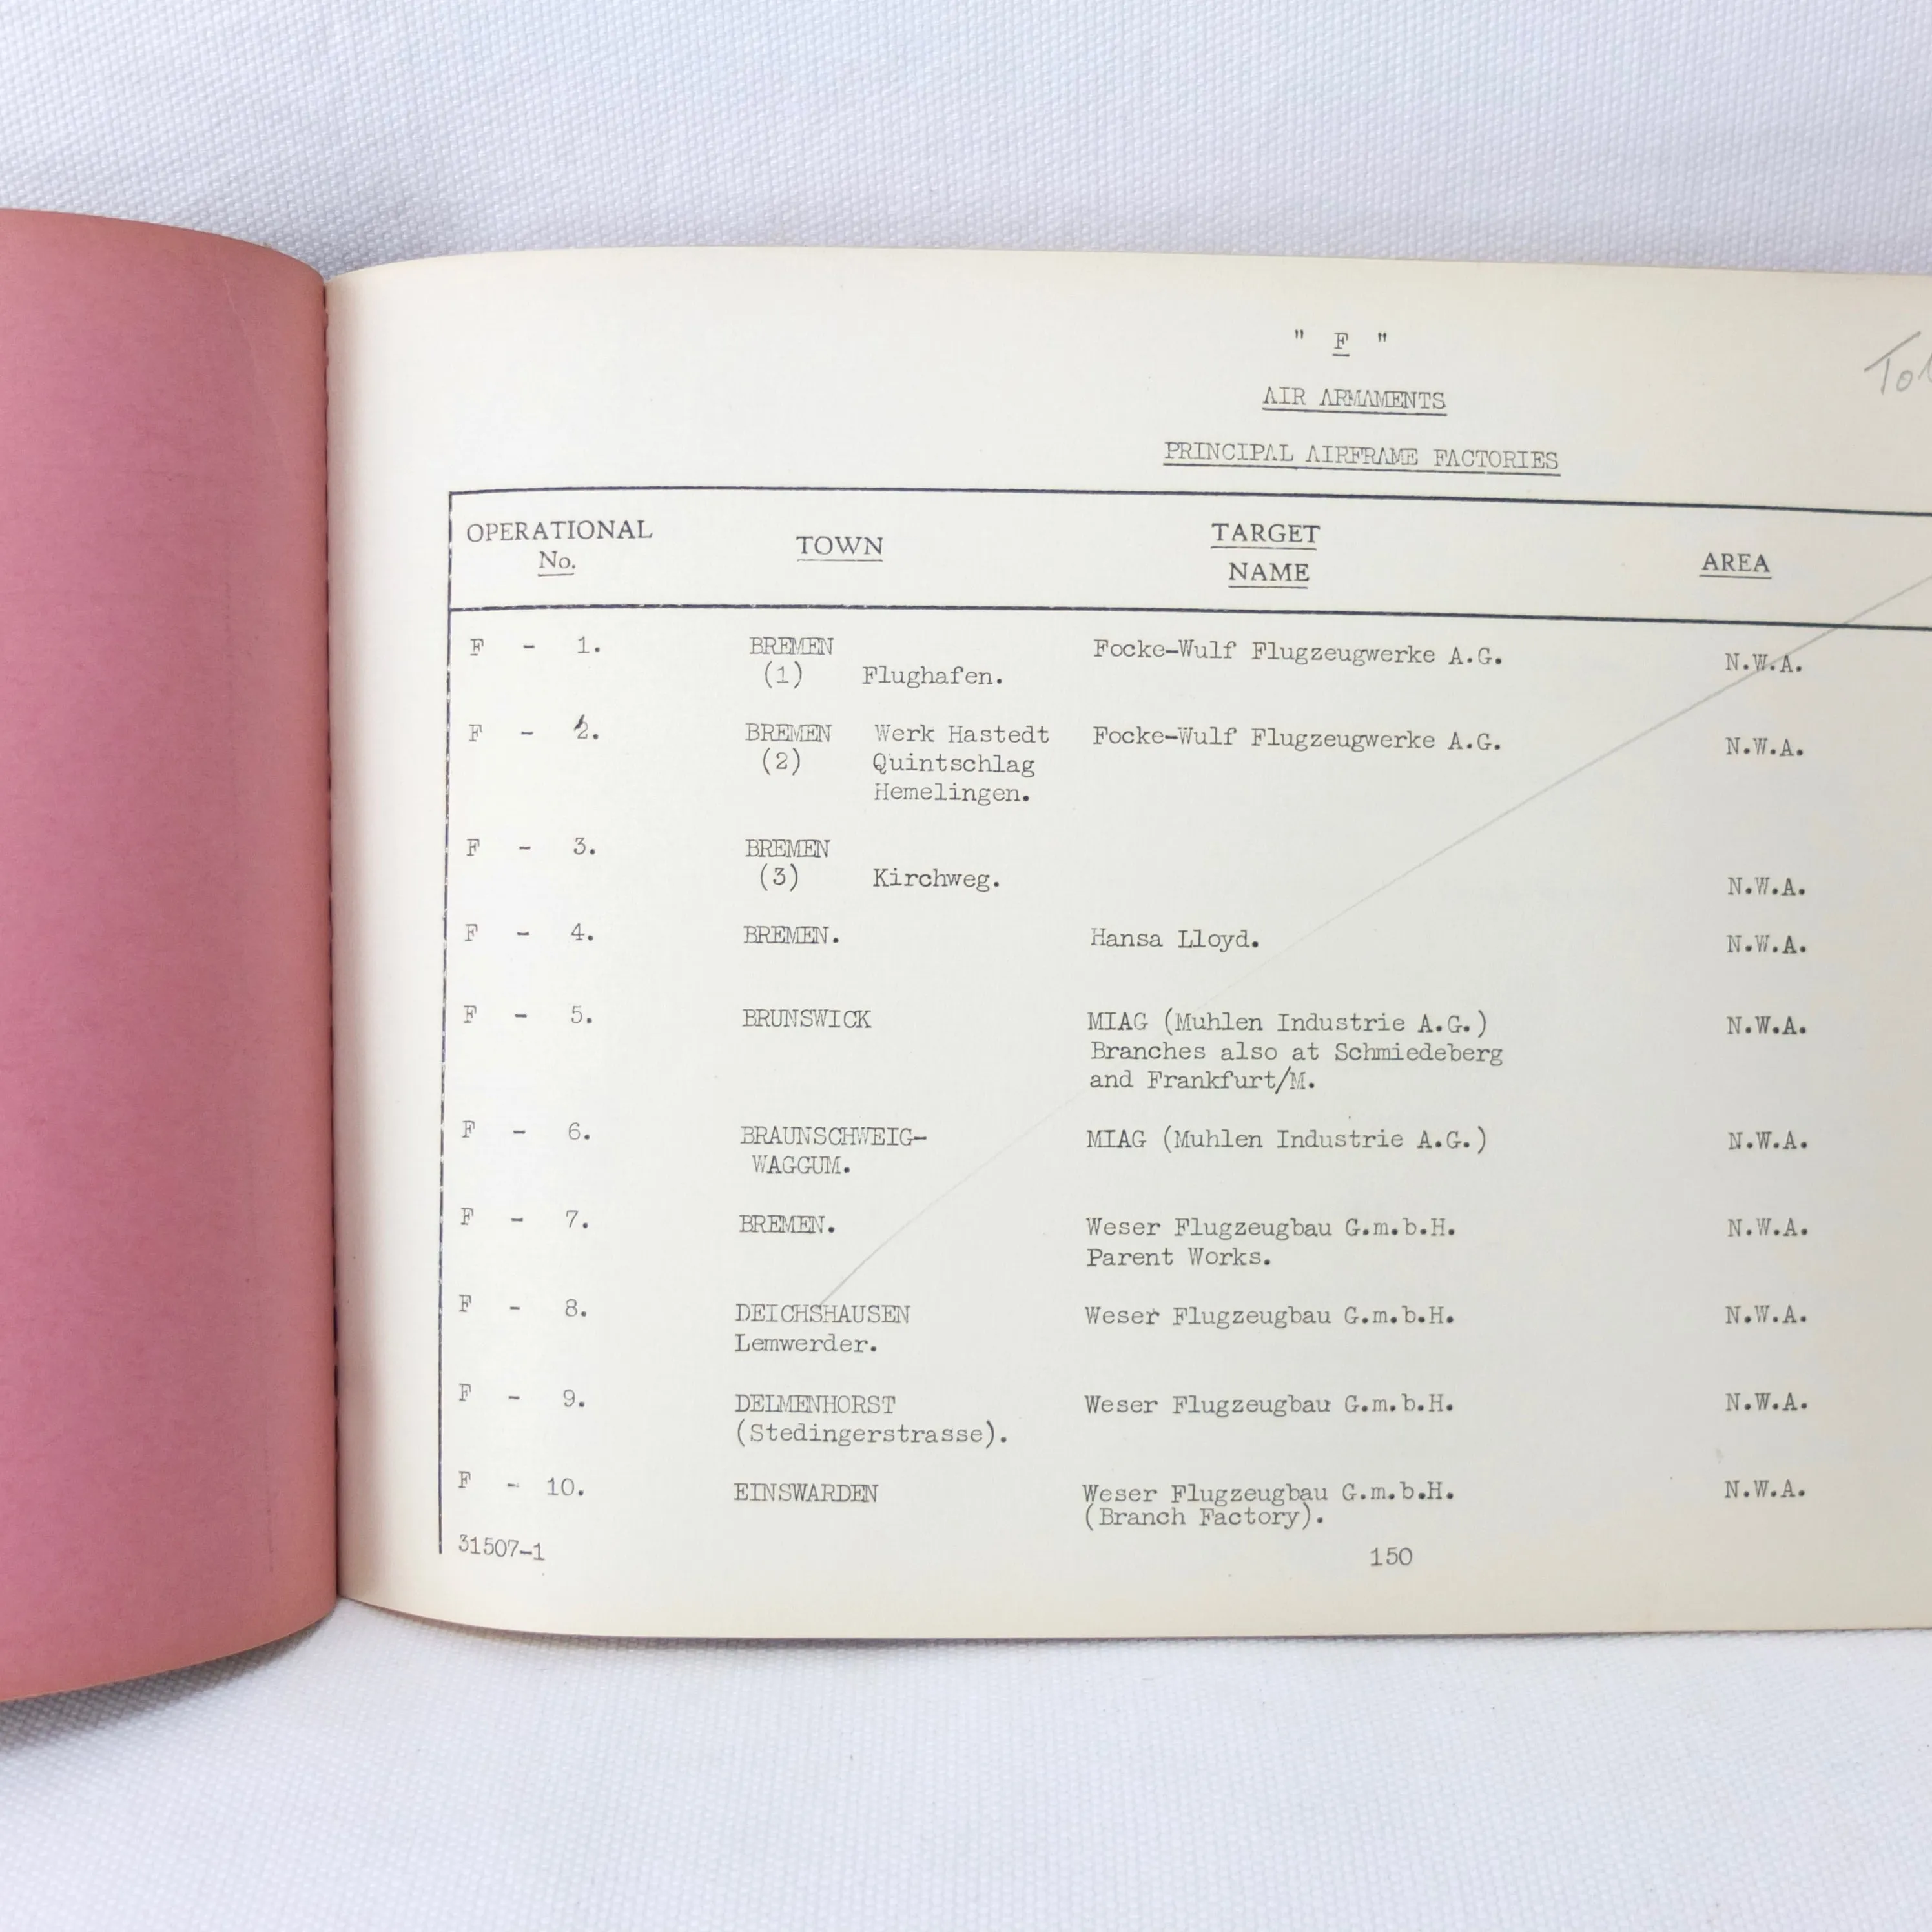 " F "
AIR ARMAMENTS
PRINCIPAL AIRFRAME FACTORIES
OPERATIONAL No. TOWN TARGET NAME AREA
F - 1. BREMEN Focke-Wulf Flugzeugwerke A.G. N.W.A.
(1) Flughafen.
F - 2. BREMEN Werk Hastedt Focke-Wulf Flugzeugwerke A.G. N.W.A.
(2) Quintschlag
Hemelingen.
F - 3. BREMEN
(3) Kirchweg. N.W.A.
F - 4. BREMEN. Hansa Lloyd. N.W.A.
F - 5. BRUNSWICK MIAG (Muhlen Industrie A.G.) N.W.A.
Branches also at Schmiedeberg
and Frankfurt/M.
F - 6. BRAUNSCHWEIG- MIAG (Muhlen Industrie A.G.) N.W.A.
WAGGUM.
F - 7. BREMEN. Weser Flugzeugbau G.m.b.H. N.W.A.
Parent Works.
F - 8. DEICHSHAUSEN Weser Flugzeugbau G.m.b.H. N.W.A.
Lemwerder.
F - 9. DELMENHORST Weser Flugzeugbau G.m.b.H. N.W.A.
(Stedingerstrasse).
F - 10. EINSWARDEN Weser Flugzeugbau G.m.b.H. N.W.A.
(Branch Factory).
31507-1 150